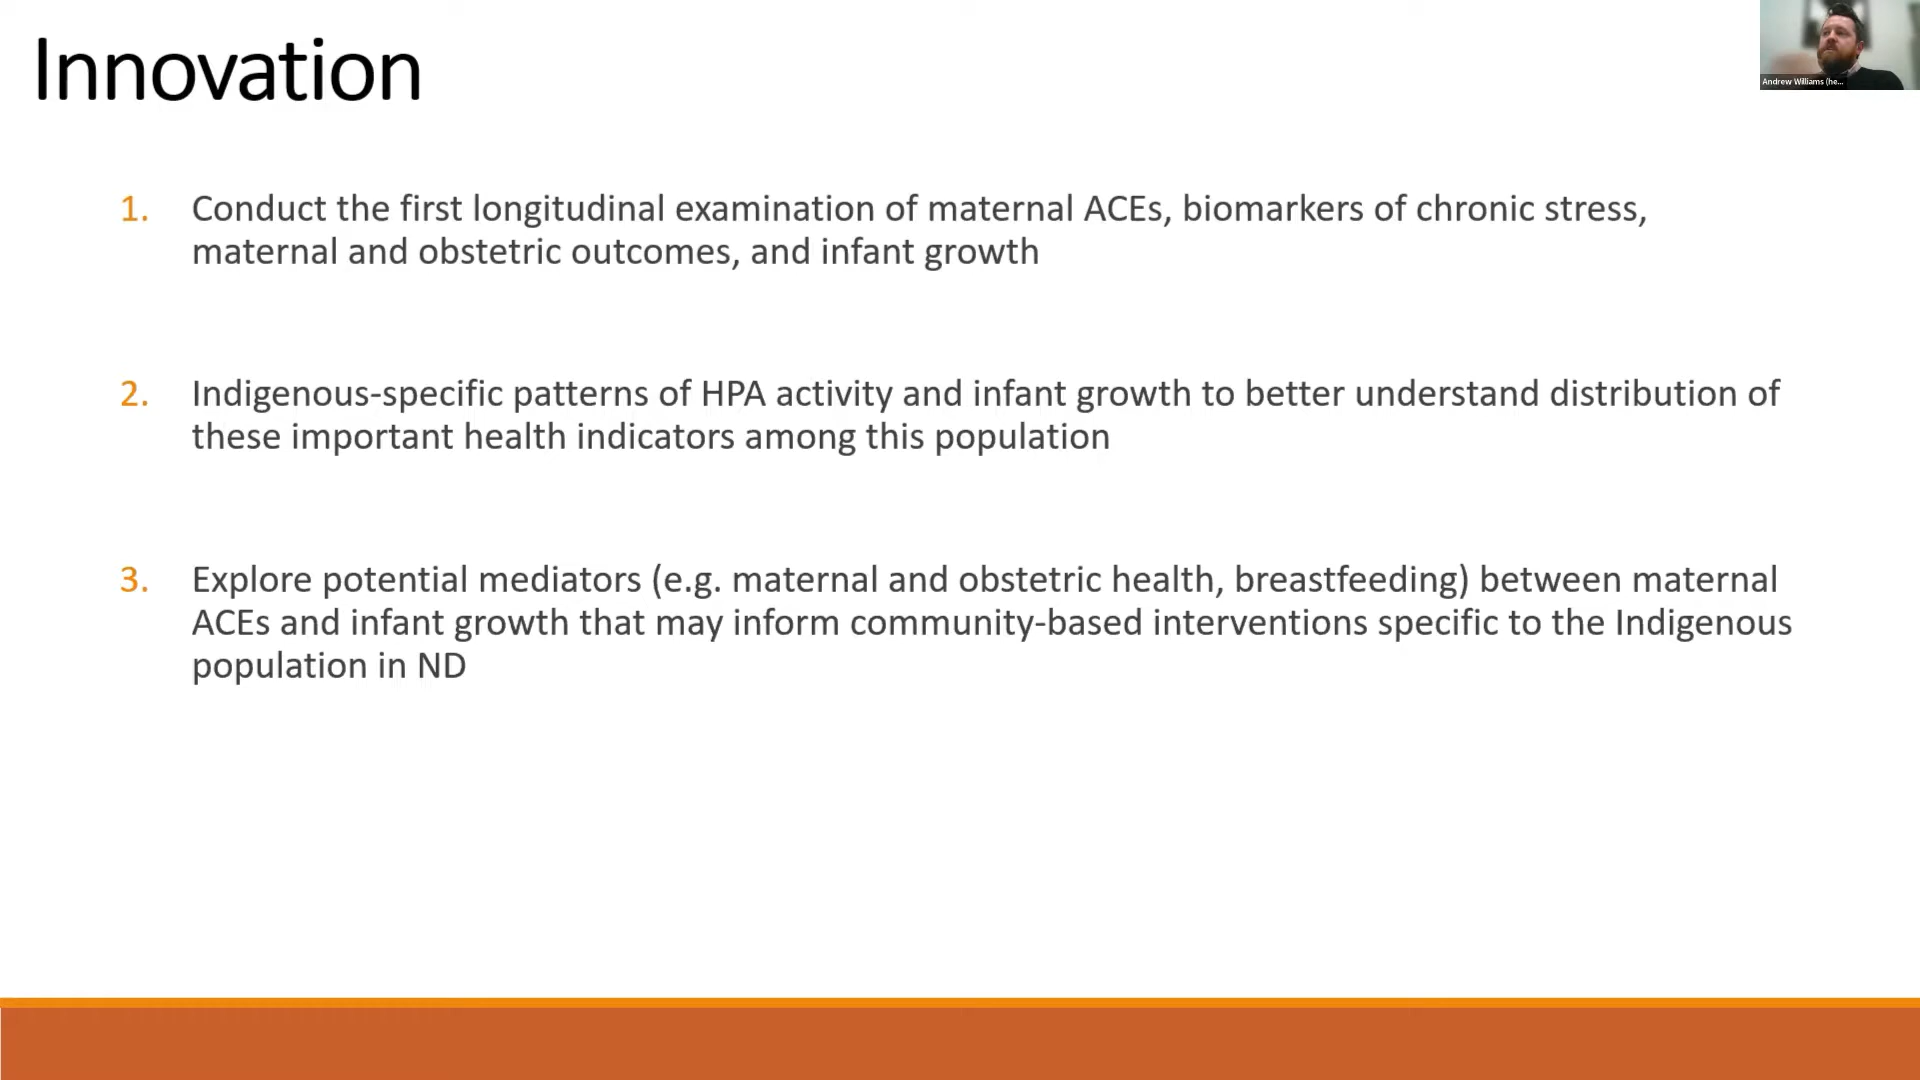 Innovation
Andrew Williams (he...
1. Conduct the first longitudinal examination of maternal ACEs, biomarkers of chronic stress,
maternal and obstetric outcomes, and infant growth
2. Indigenous-specific patterns of HPA activity and infant growth to better understand distribution of
these important health indicators among this population
3. Explore potential mediators (e.g. maternal and obstetric health, breastfeeding) between maternal
ACEs and infant growth that may inform community-based interventions specific to the Indigenous
population in ND